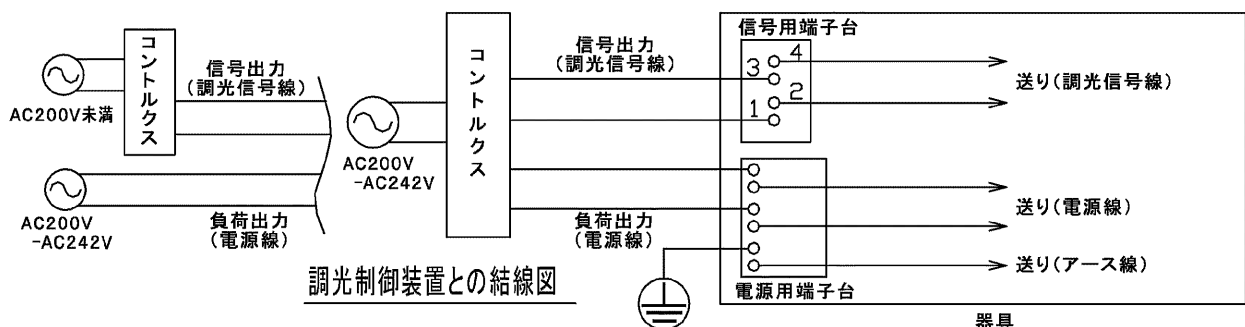 コントルクス
AC200V未満
信号出力
(調光信号線)
AC200V
-AC242V
コントルクス
AC200V
-AC242V
負荷出力
(電源線)
信号出力
(調光信号線)
負荷出力
(電源線)
信号用端子台
4
3
2
1
送り(調光信号線)
送り(電源線)
送り(アース線)
電源用端子台
器具
調光制御装置との結線図